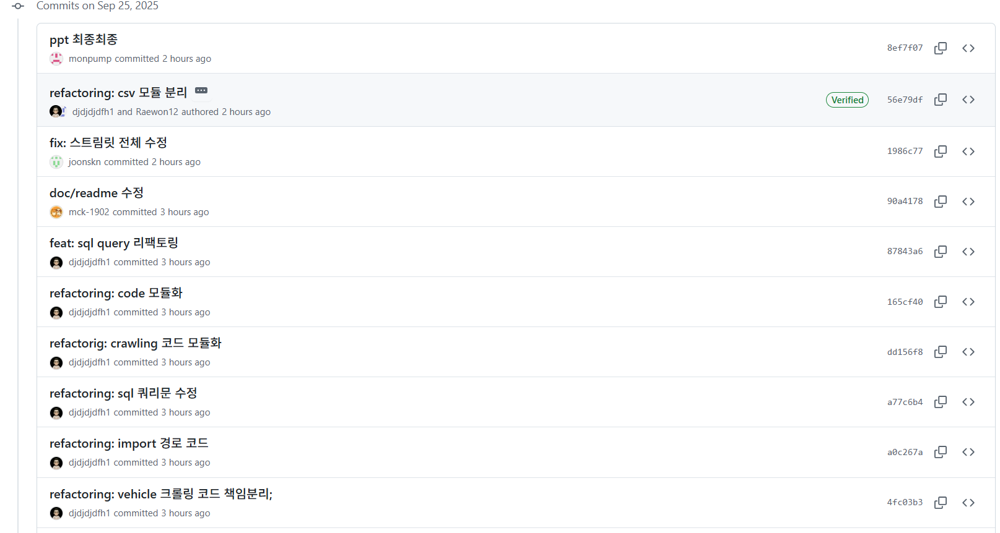 Commits on Sep 25, 2025
ppt 최종최종
monpump committed 2 hours ago
8ef7f07
refactoring: csv 모듈 분리
djdjdjdfh1 and Raewon12 authored 2 hours ago
Verified
56e79df
fix: 스트림릿 전체 수정
joonskn committed 2 hours ago
1986c77
doc/readme 수정
mck-1902 committed 3 hours ago
90a4178
feat: sql query 리팩토링
djdjdjdfh1 committed 3 hours ago
87843a6
refactoring: code 모듈화
djdjdjdfh1 committed 3 hours ago
165cf40
refactorig: crawling 코드 모듈화
djdjdjdfh1 committed 3 hours ago
dd156f8
refactoring: sql 쿼리문 수정
djdjdjdfh1 committed 3 hours ago
a77c6b4
refactoring: import 경로 코드
djdjdjdfh1 committed 3 hours ago
a0c267a
refactoring: vehicle 크롤링 코드 책임분리;
djdjdjdfh1 committed 3 hours ago
4fc03b3